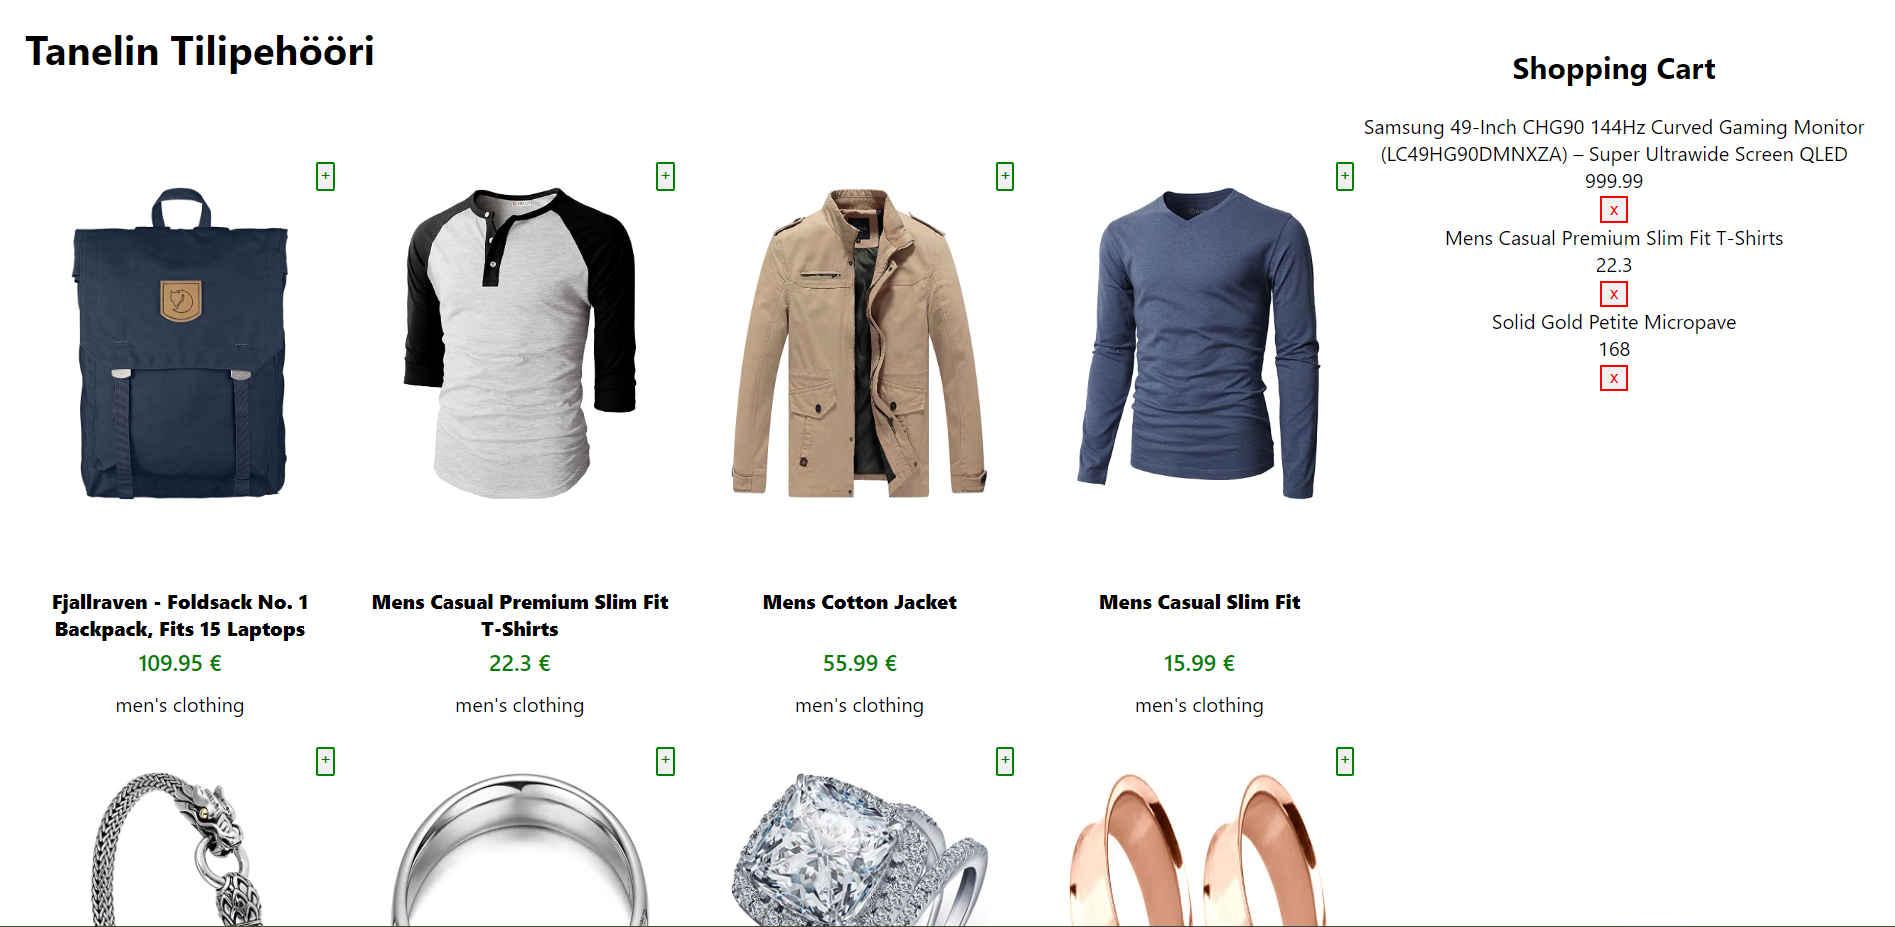 Tanelin Tilipehööri
+
+
+
+
Fjallraven - Foldsack No. 1
Backpack, Fits 15 Laptops
109.95 €
men's clothing
Mens Casual Premium Slim Fit
T-Shirts
22.3 €
men's clothing
Mens Cotton Jacket
55.99 €
men's clothing
Mens Casual Slim Fit
15.99 €
men's clothing
+
+
+
+
Shopping Cart
Samsung 49-Inch CHG90 144Hz Curved Gaming Monitor
(LC49HG90DMNXZA) – Super Ultrawide Screen QLED
999.99
x
Mens Casual Premium Slim Fit T-Shirts
22.3
x
Solid Gold Petite Micropave
168
x